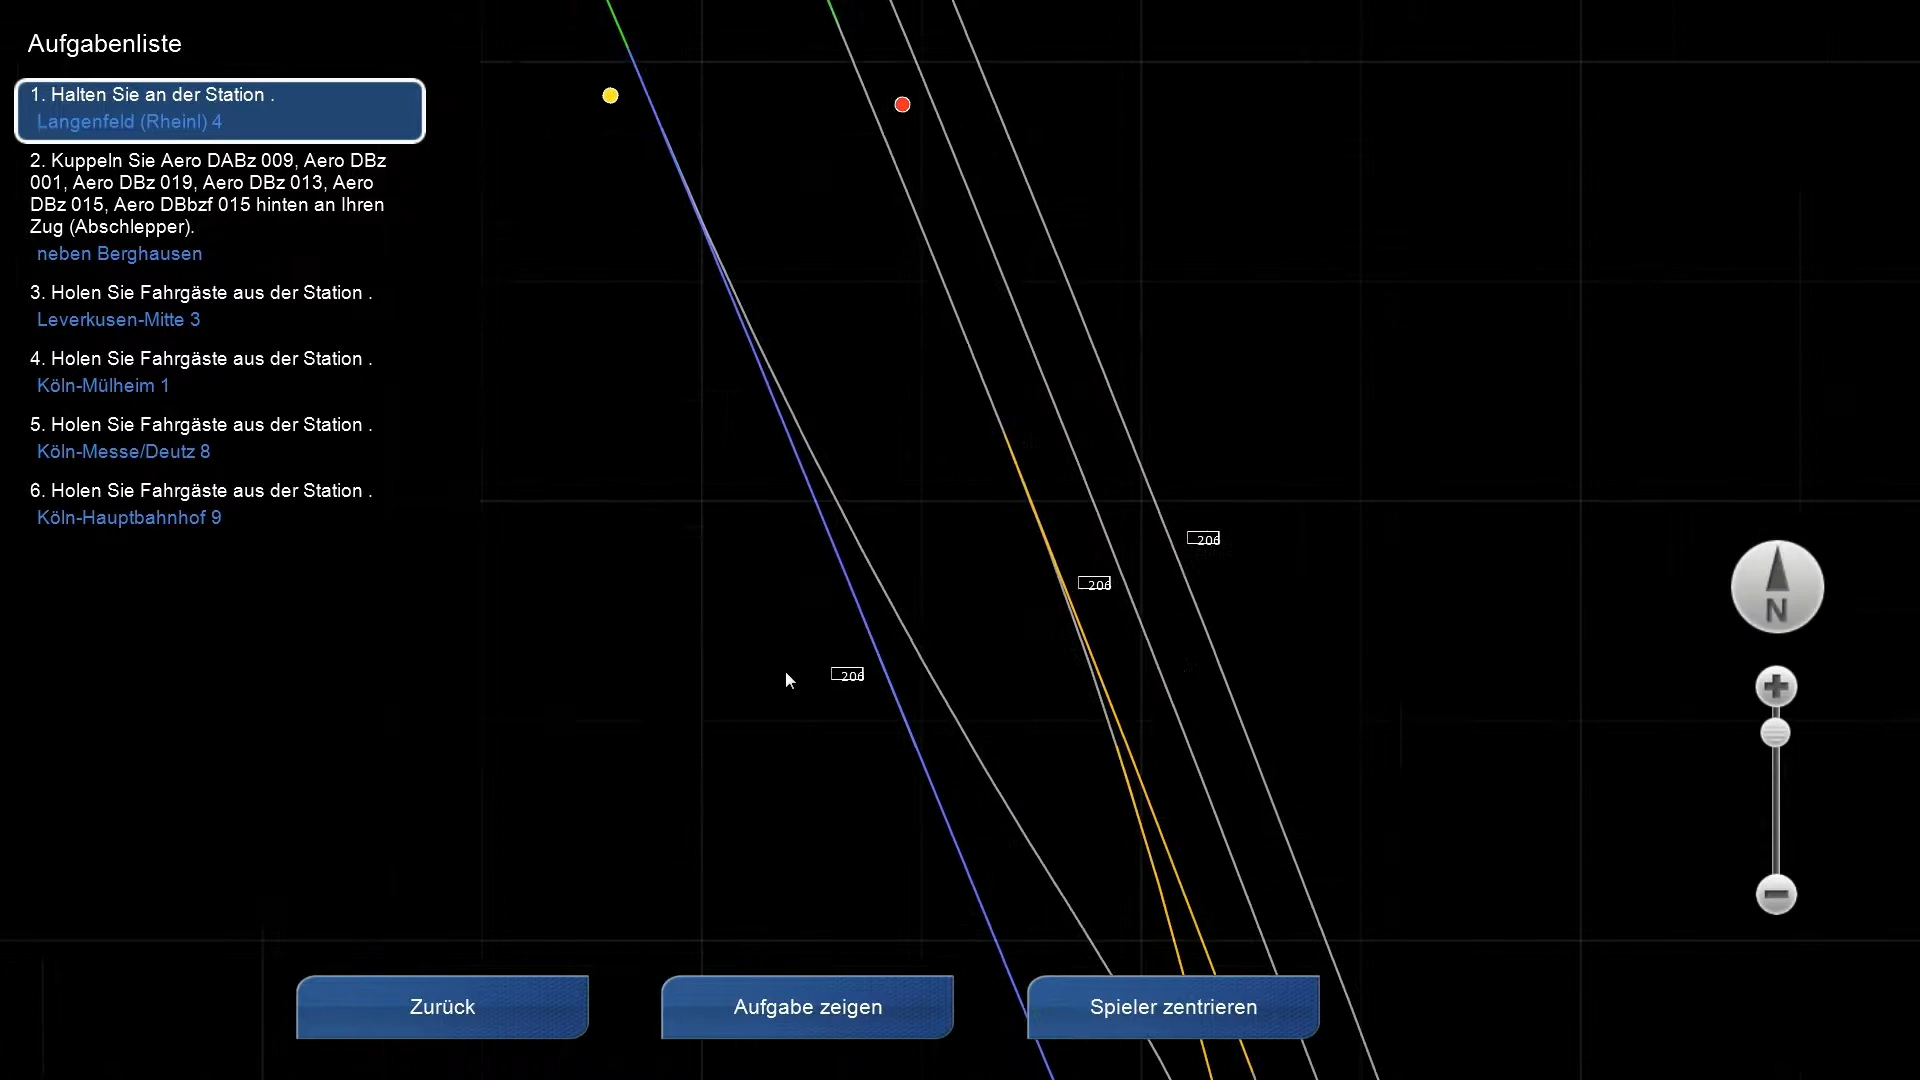 Aufgabenliste
1. Halten Sie an der Station .
Langenfeld (Rheinl) 4
2. Kuppeln Sie Aero DABz 009, Aero DBz
001, Aero DBz 019, Aero DBz 013, Aero
DBz 015, Aero DBbzf 015 hinten an Ihren
Zug (Abschlepper).
neben Berghausen
3. Holen Sie Fahrgäste aus der Station .
Leverkusen-Mitte 3
4. Holen Sie Fahrgäste aus der Station .
Köln-Mülheim 1
5. Holen Sie Fahrgäste aus der Station .
Köln-Messe/Deutz 8
6. Holen Sie Fahrgäste aus der Station .
Köln-Hauptbahnhof 9
206
206
206
N
Zurück
Aufgabe zeigen
Spieler zentrieren